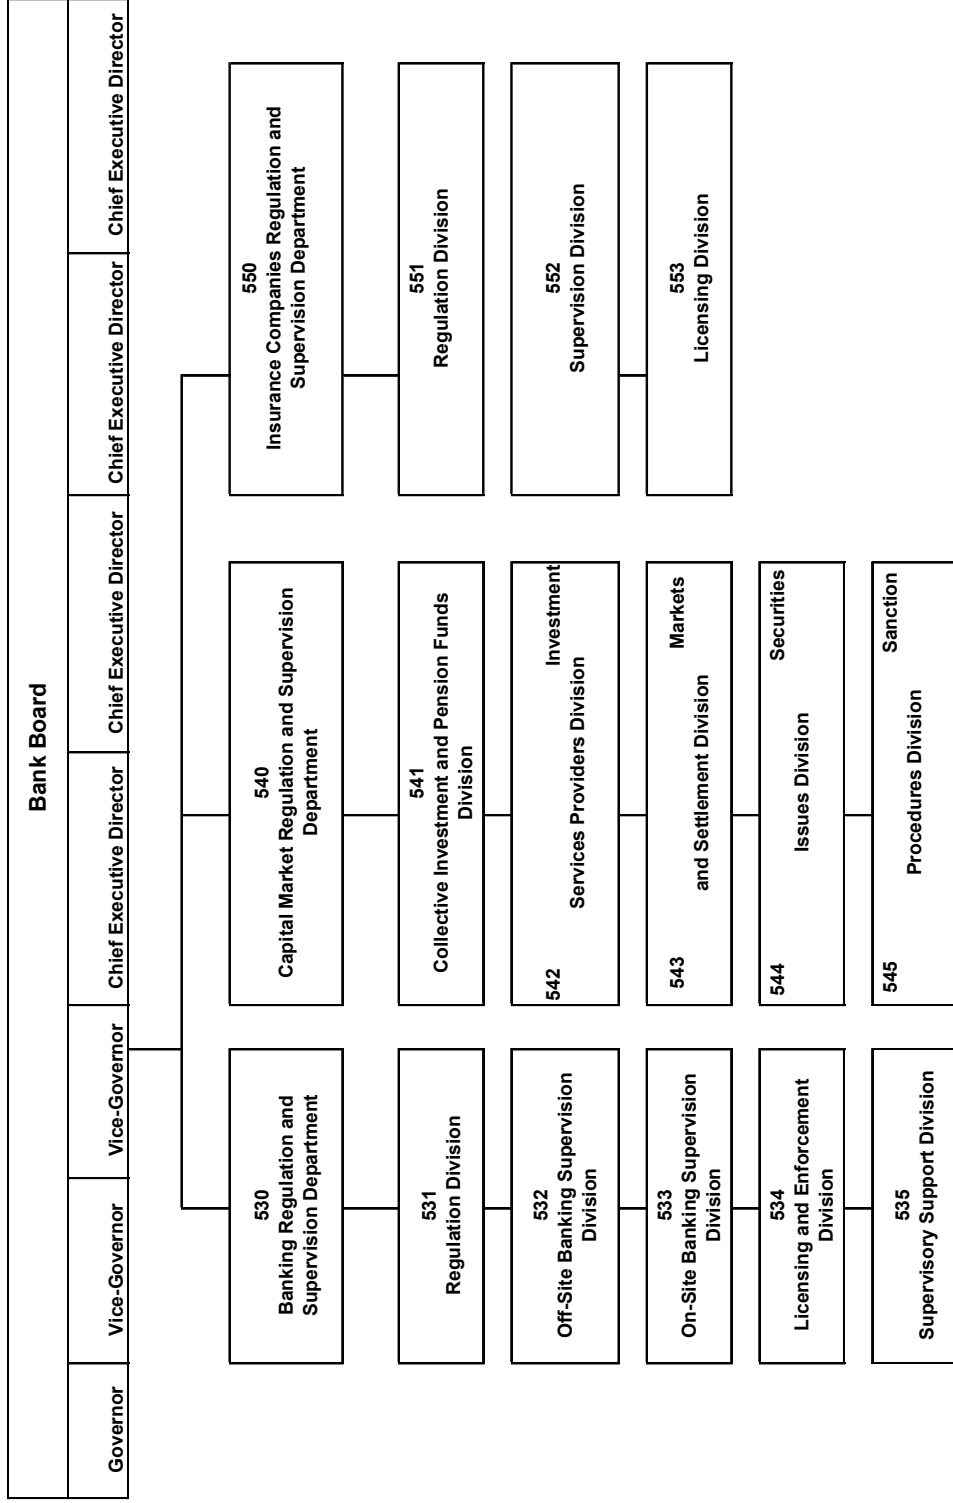 Bank Board
Governor
Vice-Governor
Vice-Governor
Chief Executive Director
Chief Executive Director
Chief Executive Director
Chief Executive Director
530
Banking Regulation and
Supervision Department
531
Regulation Division
532
Off-Site Banking Supervision
Division
533
On-Site Banking Supervision
Division
534
Licensing and Enforcement
Division
535
Supervisory Support Division
540
Capital Market Regulation and Supervision
Department
541
Collective Investment and Pension Funds
Division
542 Investment
Services Providers Division
543 Markets
and Settlement Division
544 Securities
Issues Division
545 Sanction
Procedures Division
550
Insurance Companies Regulation and
Supervision Department
551
Regulation Division
552
Supervision Division
553
Licensing Division